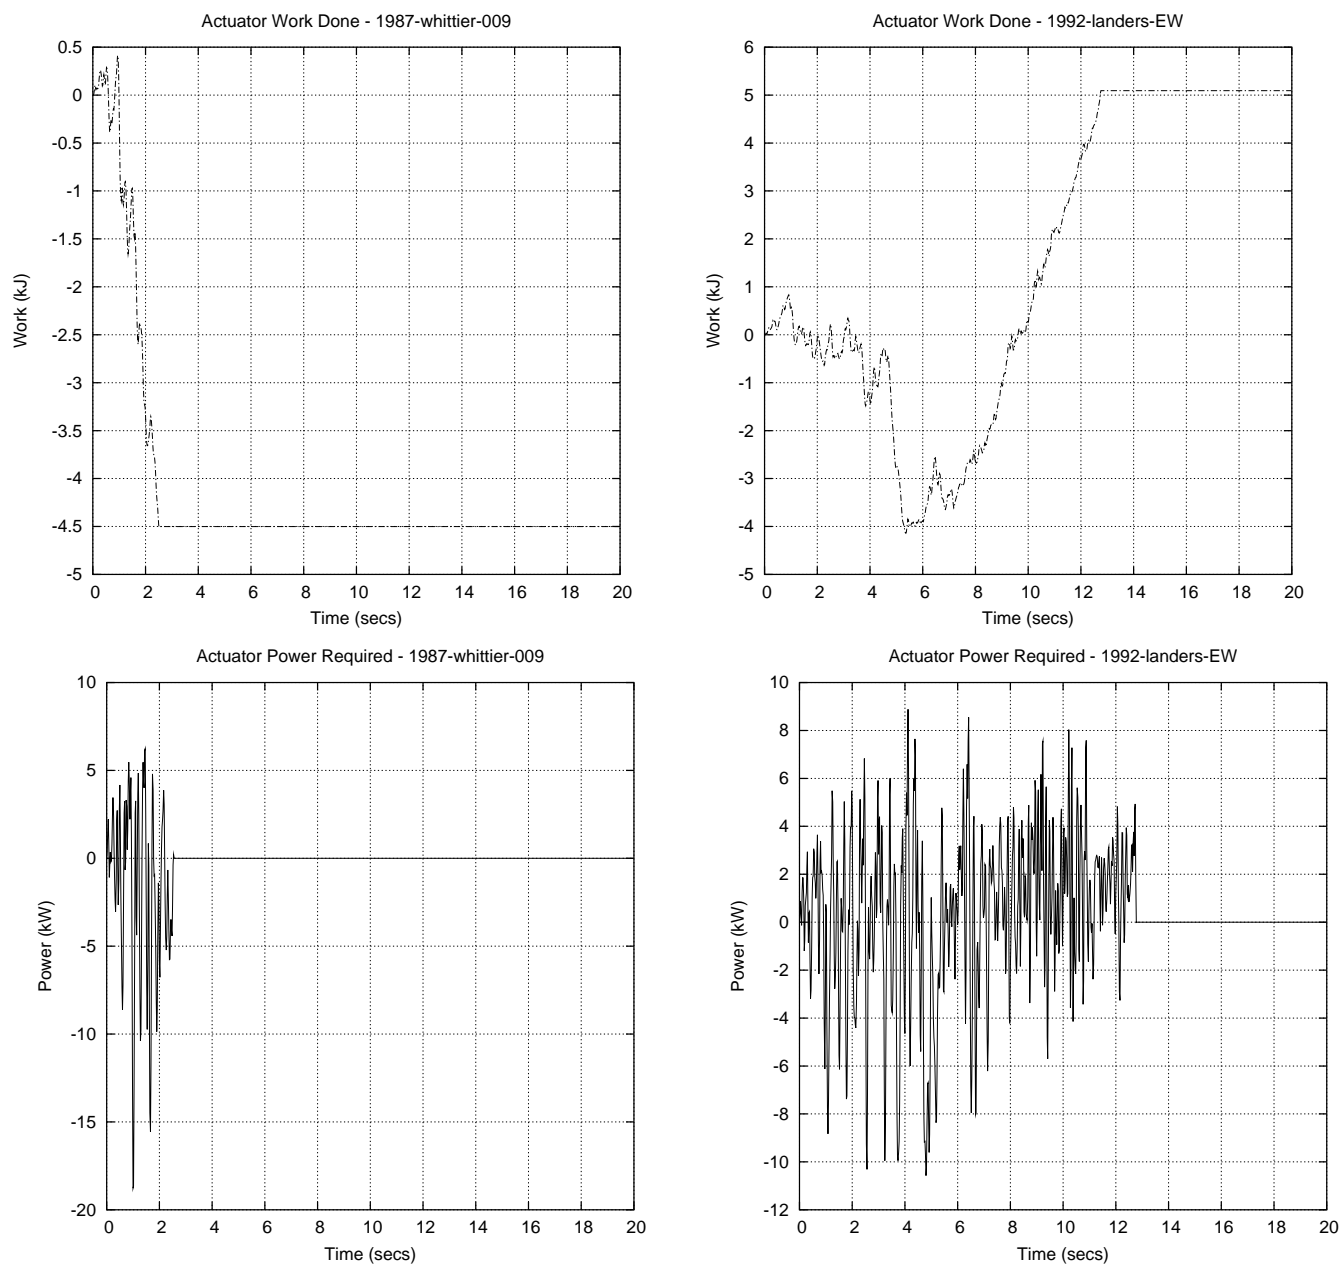 Actuator Work Done - 1987-whittier-009
0.5
0
-0.5
-1
-1.5
-2
-2.5
-3
-3.5
-4
-4.5
-5
Work (kJ)
0 2 4 6 8 10 12 14 16 18 20
Time (secs)
Actuator Work Done - 1992-landers-EW
6
5
4
3
2
1
0
-1
-2
-3
-4
-5
Work (kJ)
0 2 4 6 8 10 12 14 16 18 20
Time (secs)
Actuator Power Required - 1987-whittier-009
10
5
0
-5
-10
-15
-20
Power (kW)
0 2 4 6 8 10 12 14 16 18 20
Time (secs)
Actuator Power Required - 1992-landers-EW
10
8
6
4
2
0
-2
-4
-6
-8
-10
-12
Power (kW)
0 2 4 6 8 10 12 14 16 18 20
Time (secs)